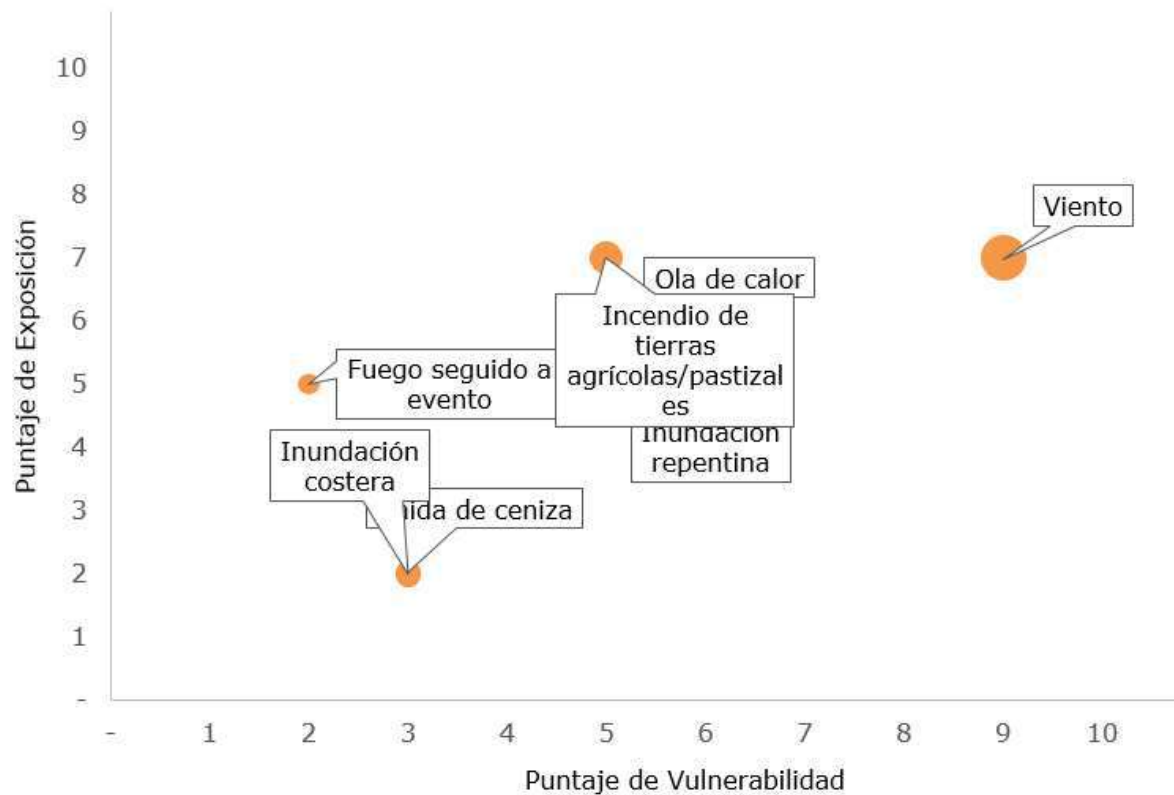 10
9
8
7
6
5
4
3
2
1
-
Puntaje de Exposición
Viento
Ola de calor
Incendio de
tierras
agrícolas/pastizal
es
Fuego seguido a
evento
Inundación
repentina
Inundación
costera
de ceniza
- 1 2 3 4 5 6 7 8 9 10
Puntaje de Vulnerabilidad